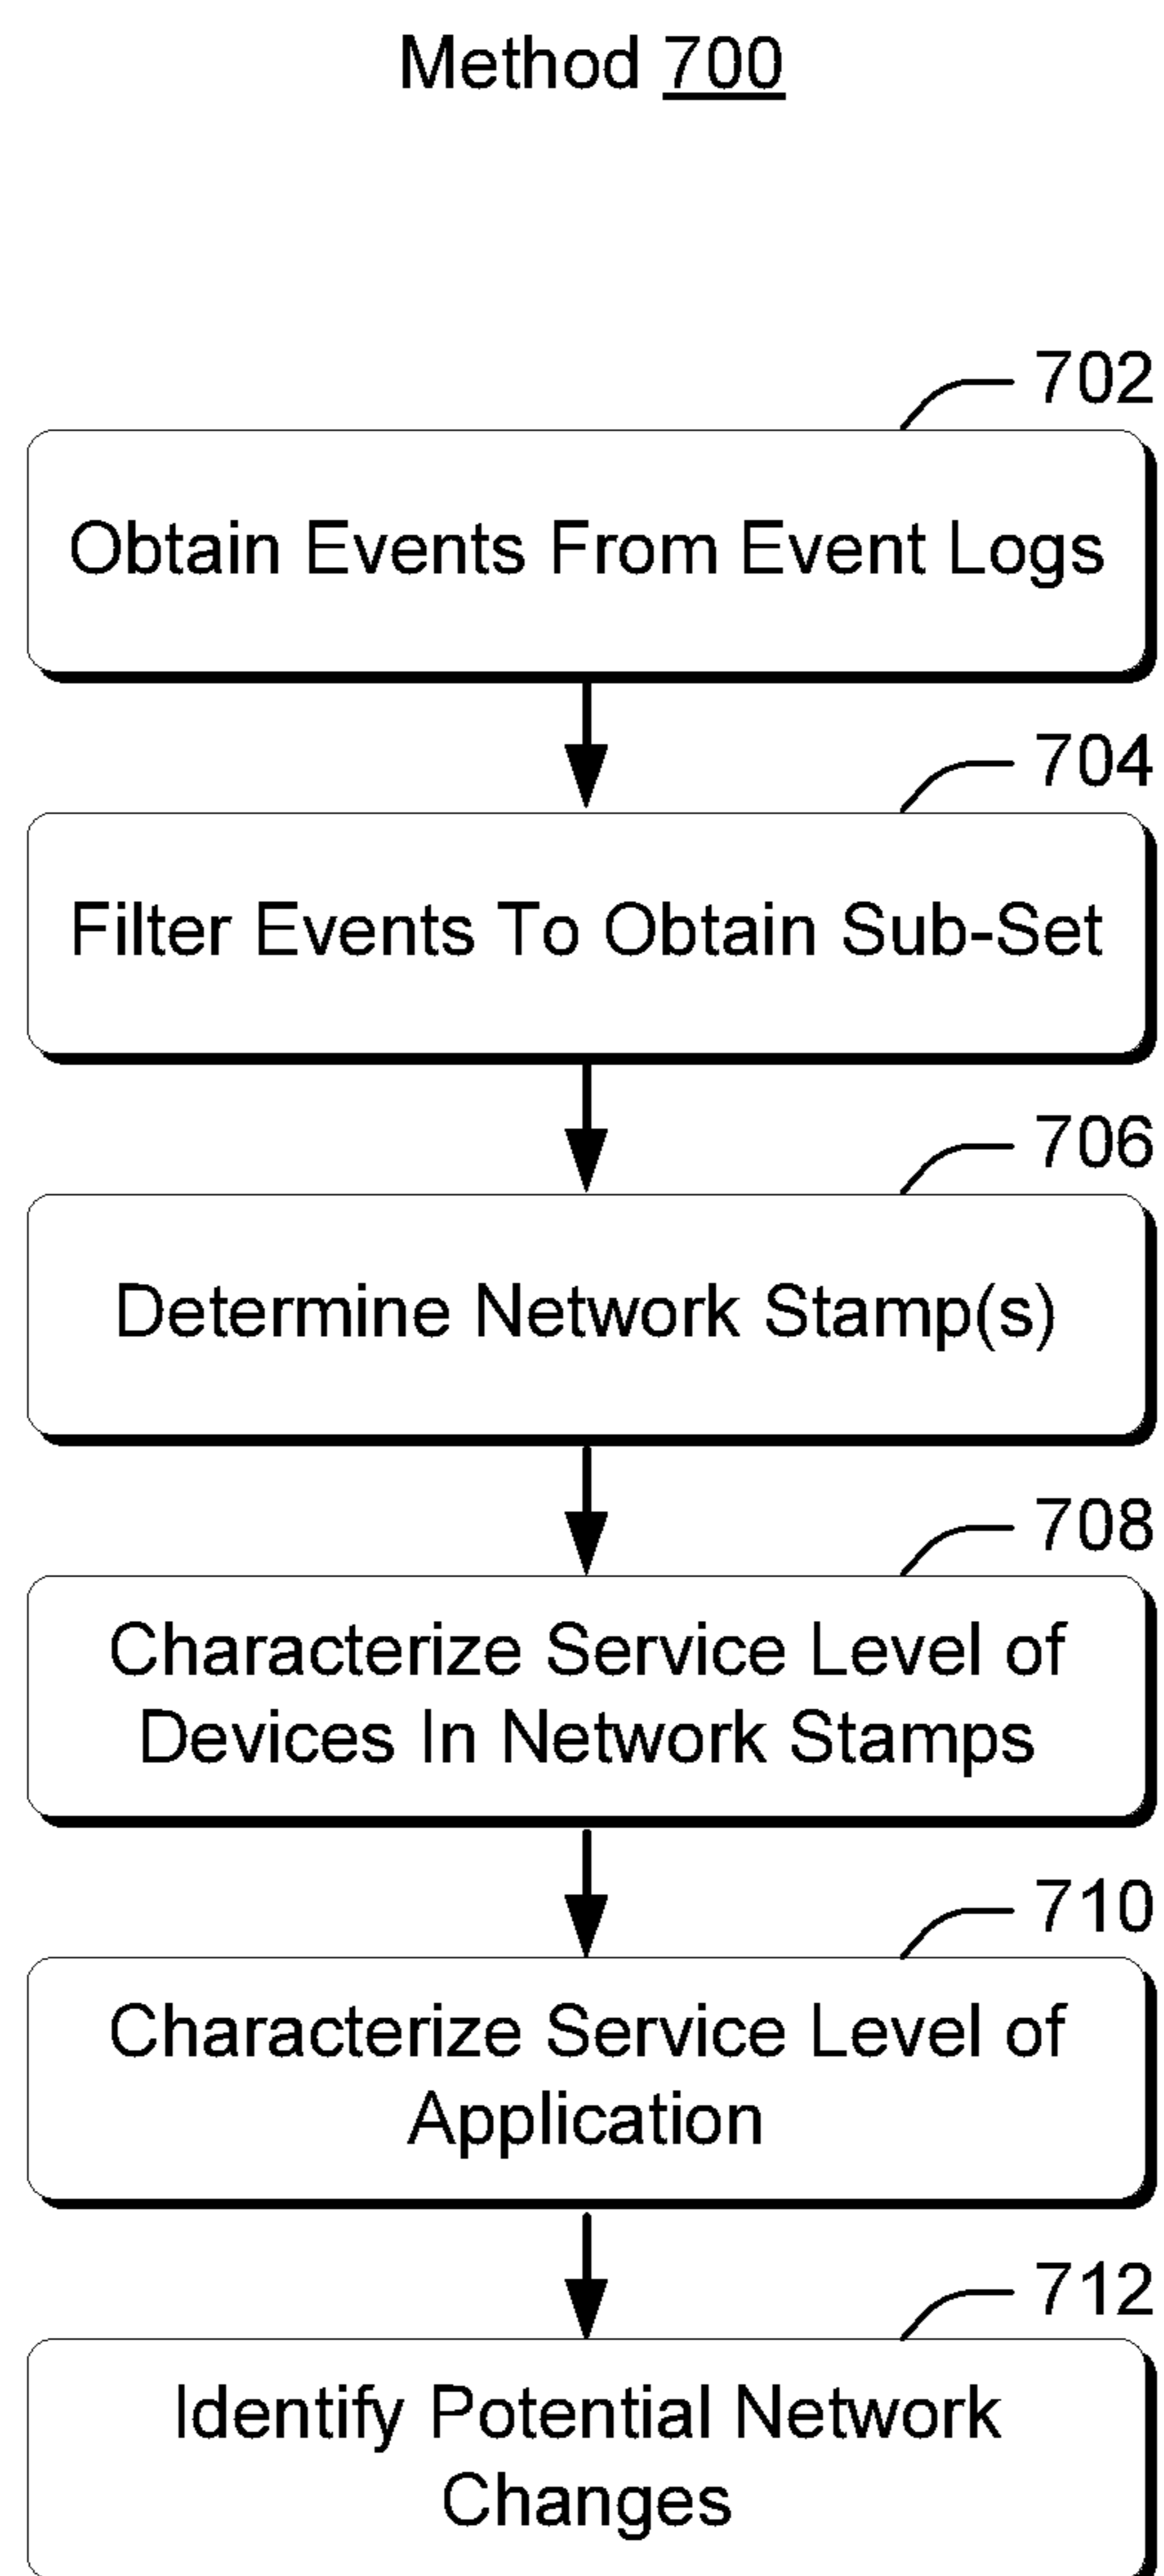 Method 700
702
Obtain Events From Event Logs
704
Filter Events To Obtain Sub-Set
706
Determine Network Stamp(s)
708
Characterize Service Level of
Devices In Network Stamps
710
Characterize Service Level of
Application
712
Identify Potential Network
Changes